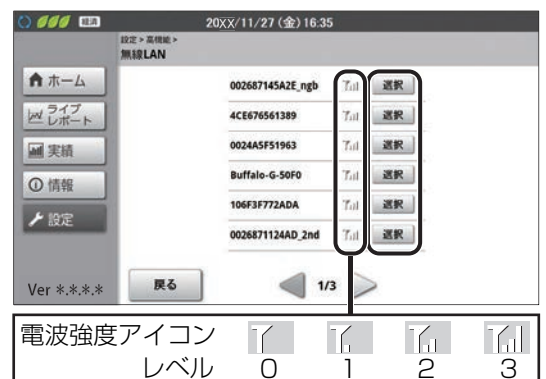 経済
20XX/11/27 (金) 16:35
設定 > 高機能 >
無線LAN
ホーム
ライブ
レポート
実績
情報
設定
Ver *.*.*.*
002687145A2E_ngb 選択
4CE676561389 選択
0024A5F51963 選択
Buffalo-G-50F0 選択
106F3F772ADA 選択
0026871124AD_2nd 選択
戻る
1/3
電波強度アイコン
レベル 0 1 2 3